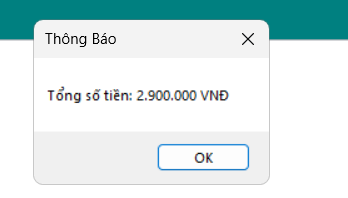 Thông Báo
Tổng số tiền: 2.900.000 VNĐ
OK